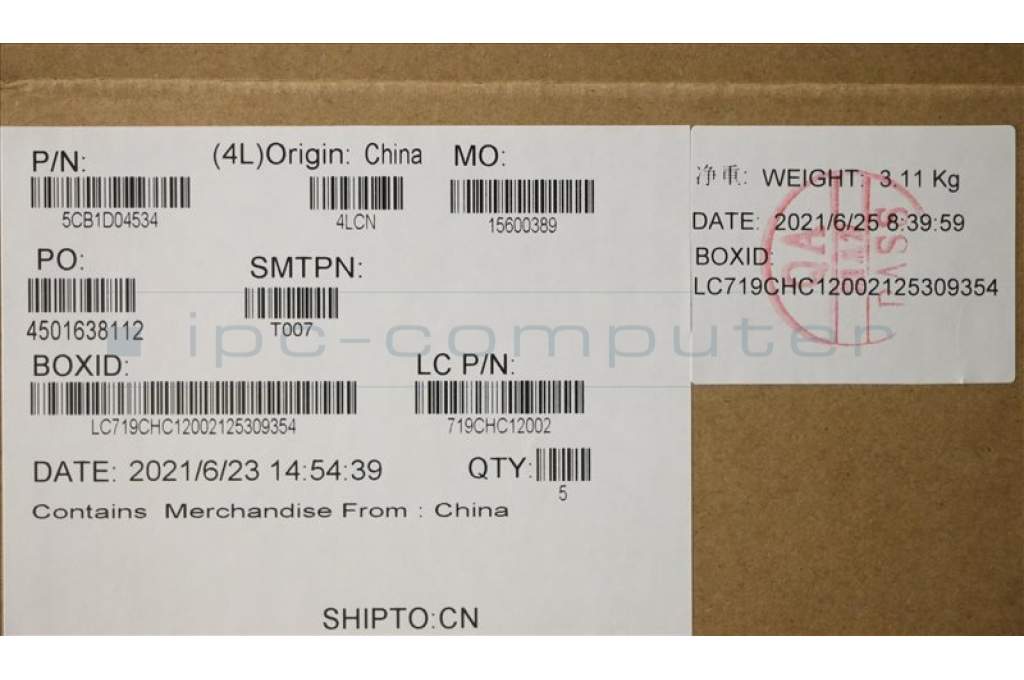 P/N:
5CB1D04534
(4L)Origin: China
4LCN
MO:
15600389
PO:
4501638112
SMTPN:
T007
BOXID:
LC719CHC12002125309354
LC P/N:
719CHC12002
DATE: 2021/6/23 14:54:39
QTY:
5
Contains Merchandise From : China
SHIPTO:CN
净重: WEIGHT: 3.11 Kg
DATE: 2021/6/25 8:39:59
BOXID:
LC719CHC12002125309354
QA
PASS
ipc-computer